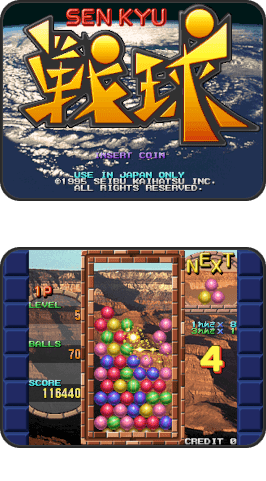 SEN KYU
戦球
INSERT COIN
USE IN JAPAN ONLY
©1995 SEIBU KAIHATSU INC.
ALL RIGHTS RESERVED.
NEXT
1P
LEVEL
5
BALLS
70
SCORE
116440
4
CREDIT 0